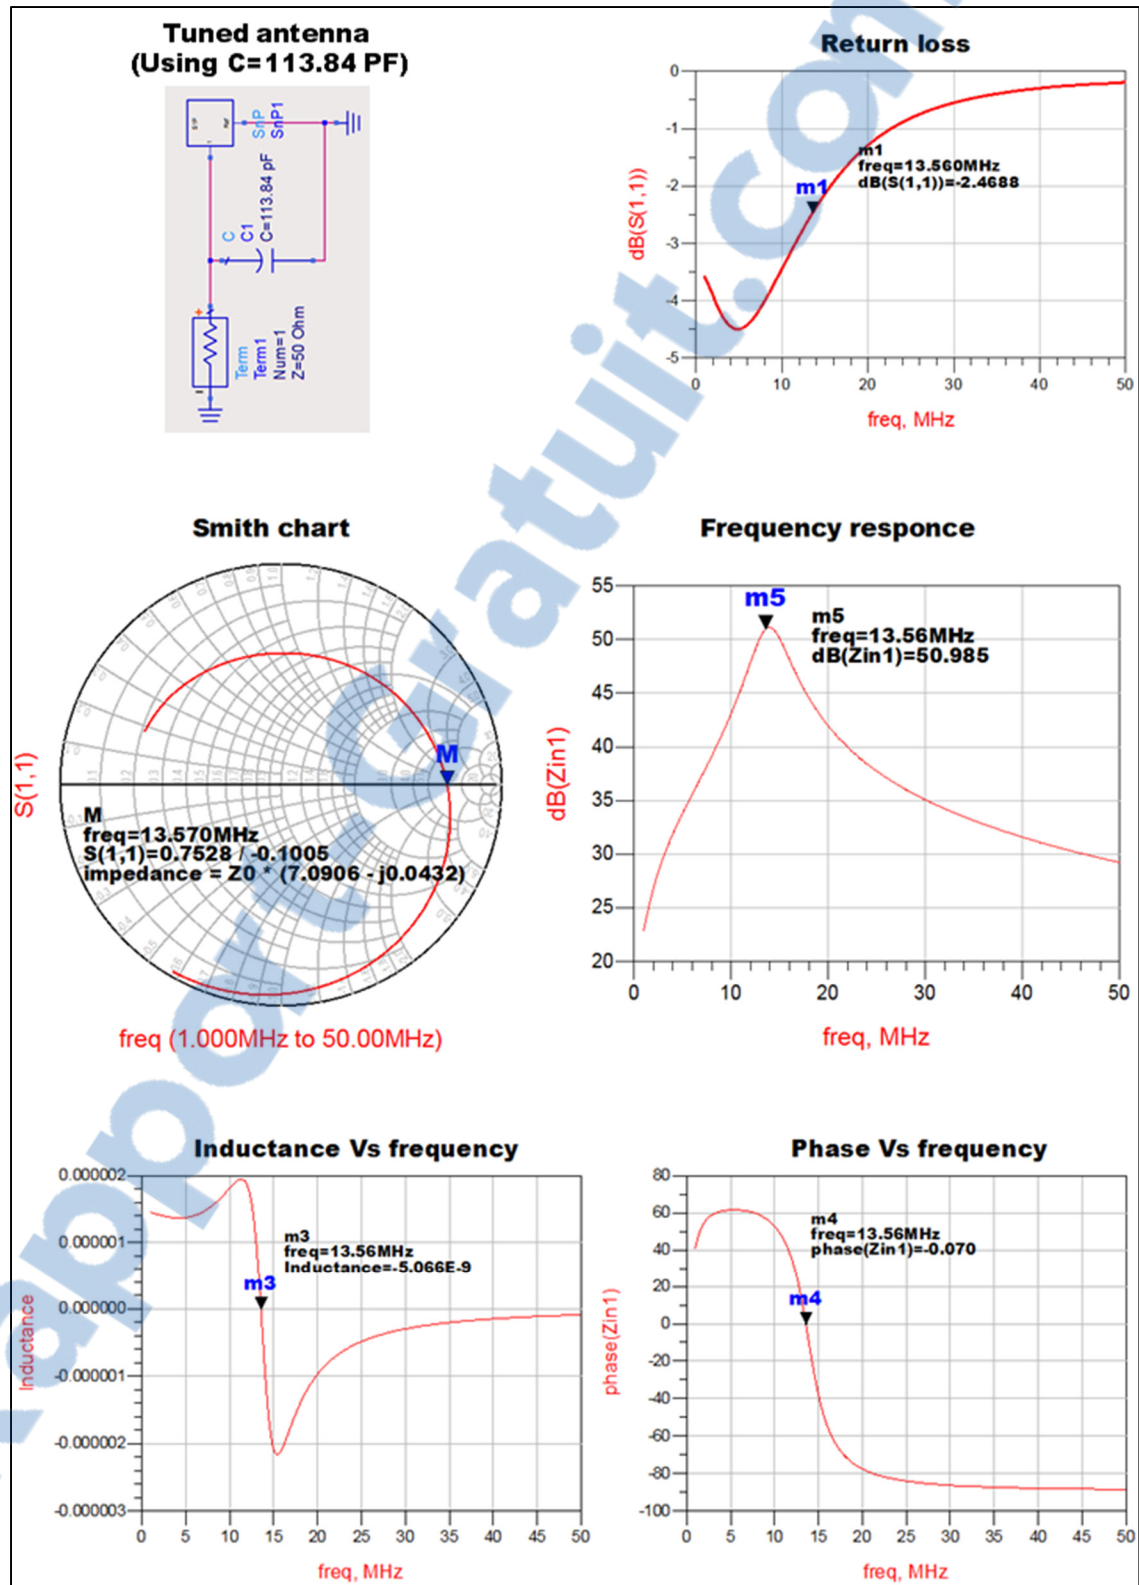 Tuned antenna
(Using C=113.84 PF)
S1P
Ref
1
SnP
SnP1
C
C1
C=113.84 pF
+
-
Term
Term1
Num=1
Z=50 Ohm
Return loss
0
-1
-2
-3
-4
-5
dB(S(1,1))
m1
m1
freq=13.560MHz
dB(S(1,1))=-2.4688
0 10 20 30 40 50
freq, MHz
Smith chart
S(1,1)
M
M
freq=13.570MHz
S(1,1)=0.7528 / -0.1005
impedance = Z0 * (7.0906 - j0.0432)
freq (1.000MHz to 50.00MHz)
Frequency responce
55
50
45
40
35
30
25
20
dB(Zin1)
m5
m5
freq=13.56MHz
dB(Zin1)=50.985
0 10 20 30 40 50
freq, MHz
Inductance Vs frequency
0.000002
0.000001
0.000000
-0.000001
-0.000002
-0.000003
Inductance
m3
freq=13.56MHz
Inductance=-5.066E-9
m3
0 5 10 15 20 25 30 35 40 45 50
freq, MHz
Phase Vs frequency
80
60
40
20
0
-20
-40
-60
-80
-100
phase(Zin1)
m4
freq=13.56MHz
phase(Zin1)=-0.070
m4
0 5 10 15 20 25 30 35 40 45 50
freq, MHz
Rapport-Gratuit.com